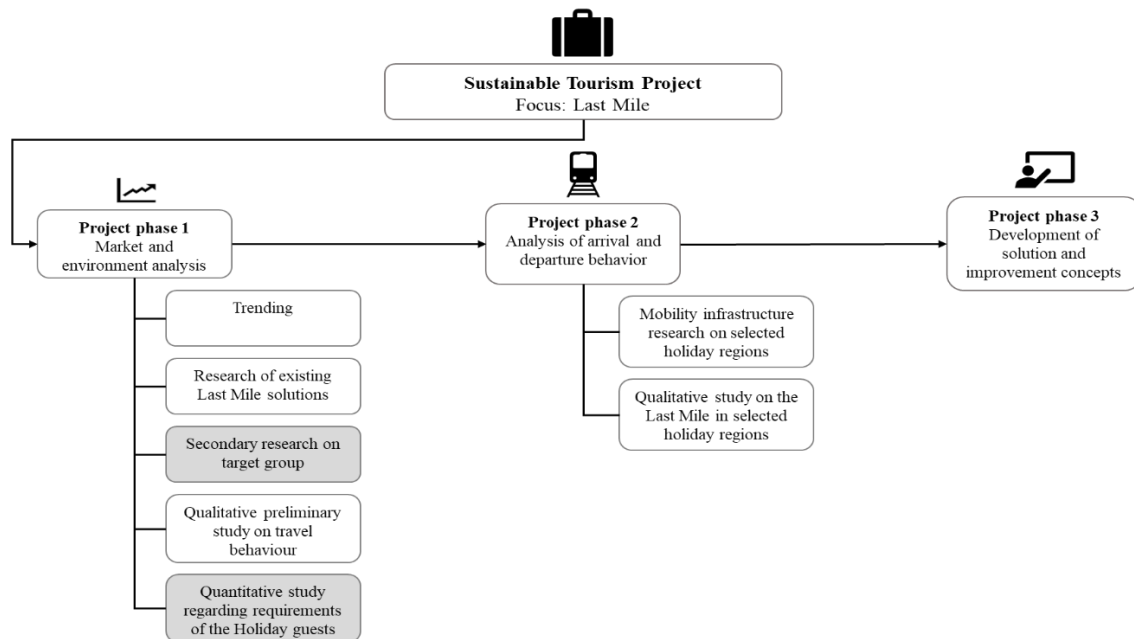 Sustainable Tourism Project
Focus: Last Mile
Project phase 1
Market and
environment analysis
Trending
Research of existing
Last Mile solutions
Secondary research on
target group
Qualitative preliminary
study on travel
behaviour
Quantitative study
regarding requirements
of the Holiday guests
Project phase 2
Analysis of arrival and
departure behavior
Mobility infrastructure
research on selected
holiday regions
Qualitative study on the
Last Mile in selected
holiday regions
Project phase 3
Development of
solution and
improvement concepts